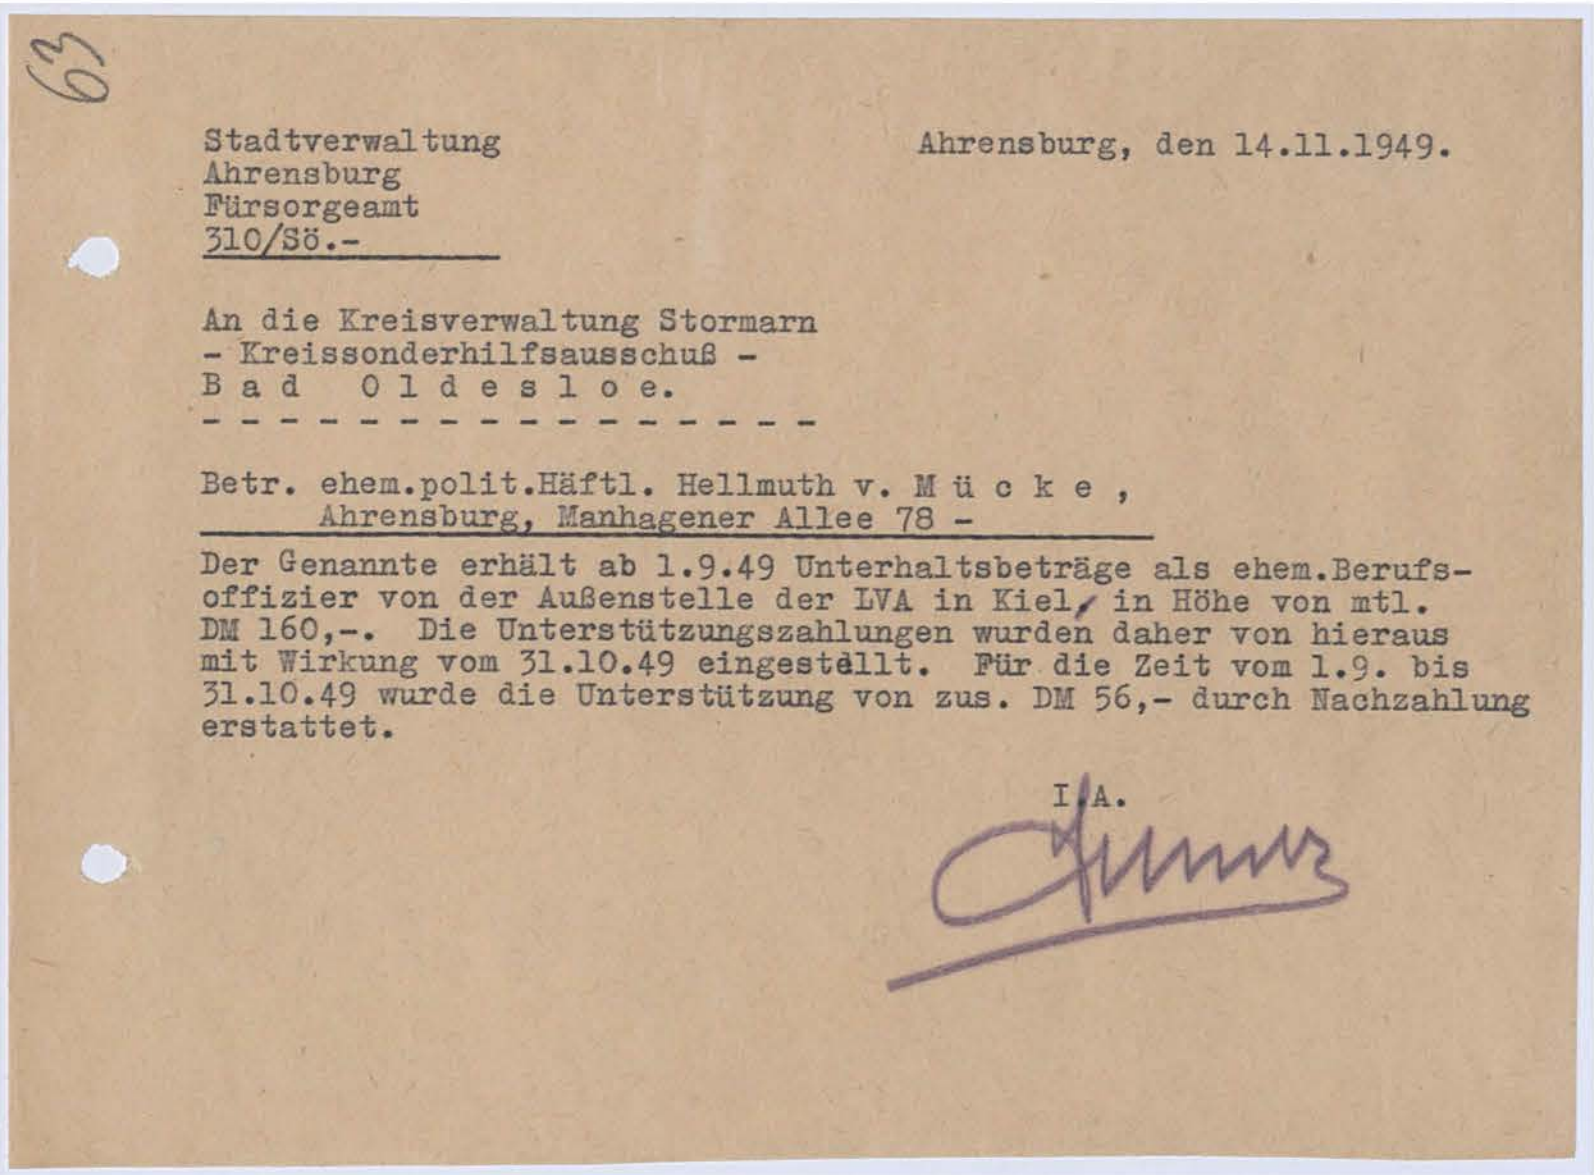 63
Stadtverwaltung
Ahrensburg
Fürsorgeamt
310/Sö.-
Ahrensburg, den 14.11.1949.
An die Kreisverwaltung Stormarn
- Kreissonderhilfsausschuß -
B a d   O l d e s l o e.
- - - - - - - - - - - - - - - -
Betr. ehem.polit.Häftl. Hellmuth v. M ü c k e ,
Ahrensburg, Manhagener Allee 78 -
Der Genannte erhält ab 1.9.49 Unterhaltsbeträge als ehem.Berufs-
offizier von der Außenstelle der LVA in Kiel, in Höhe von mtl.
DM 160,-. Die Unterstützungszahlungen wurden daher von hieraus
mit Wirkung vom 31.10.49 eingestellt. Für die Zeit vom 1.9. bis
31.10.49 wurde die Unterstützung von zus. DM 56,- durch Nachzahlung
erstattet.
I.A.